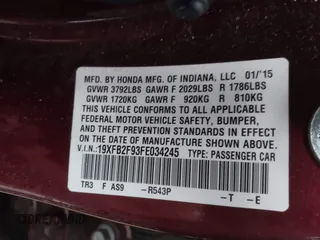 MFD. BY HONDA MFG. OF INDIANA, LLC 01/'15
GVWR 3792LBS GAWR F 2029LBS R 1786LBS
GVWR 1720KG GAWR F 920KG R 810KG
THIS VEHICLE CONFORMS TO ALL APPLICABLE
FEDERAL MOTOR VEHICLE SAFETY, BUMPER,
AND THEFT PREVENTION STANDARDS IN EFFECT
ON THE DATE OF MANUFACTURE SHOWN ABOVE.
V.I.N.: 19XFB2F93FE034245 TYPE: PASSENGER CAR
TR3 F AS9 -R543P -T -E